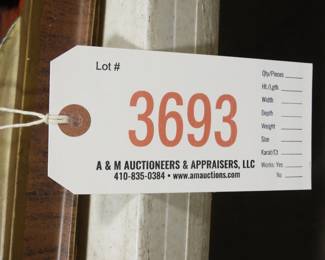 Lot #
3693
A & M AUCTIONEERS & APPRAISERS, LLC
410-835-0384 • www.amauctions.com
Qty/Pieces
Ht./Lgth
Width
Depth
Weight
Size
Karat/Ct
Works: Yes
No